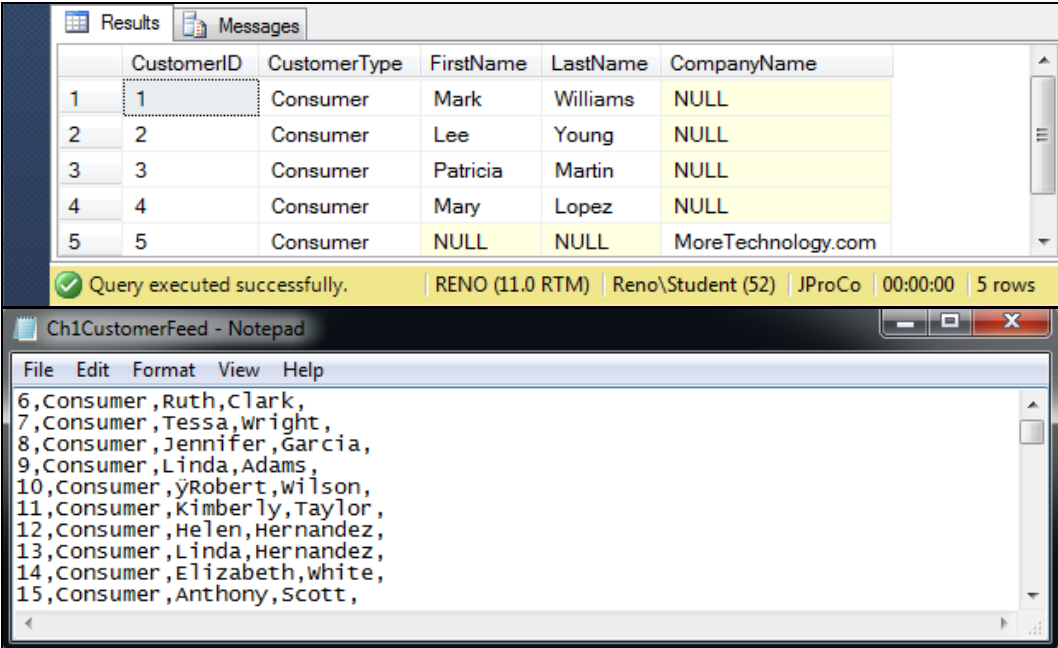 Results Messages
CustomerID CustomerType FirstName LastName CompanyName
1 1 Consumer Mark Williams NULL
2 2 Consumer Lee Young NULL
3 3 Consumer Patricia Martin NULL
4 4 Consumer Mary Lopez NULL
5 5 Consumer NULL NULL MoreTechnology.com
Query executed successfully. RENO (11.0 RTM) Reno\Student (52) JProCo 00:00:00 5 rows
Ch1CustomerFeed - Notepad
File Edit Format View Help
6,Consumer,Ruth,Clark,
7,Consumer,Tessa,Wright,
8,Consumer,Jennifer,Garcia,
9,Consumer,Linda,Adams,
10,Consumer,ÿRobert,Wilson,
11,Consumer,Kimberly,Taylor,
12,Consumer,Helen,Hernandez,
13,Consumer,Linda,Hernandez,
14,Consumer,Elizabeth,White,
15,Consumer,Anthony,Scott,